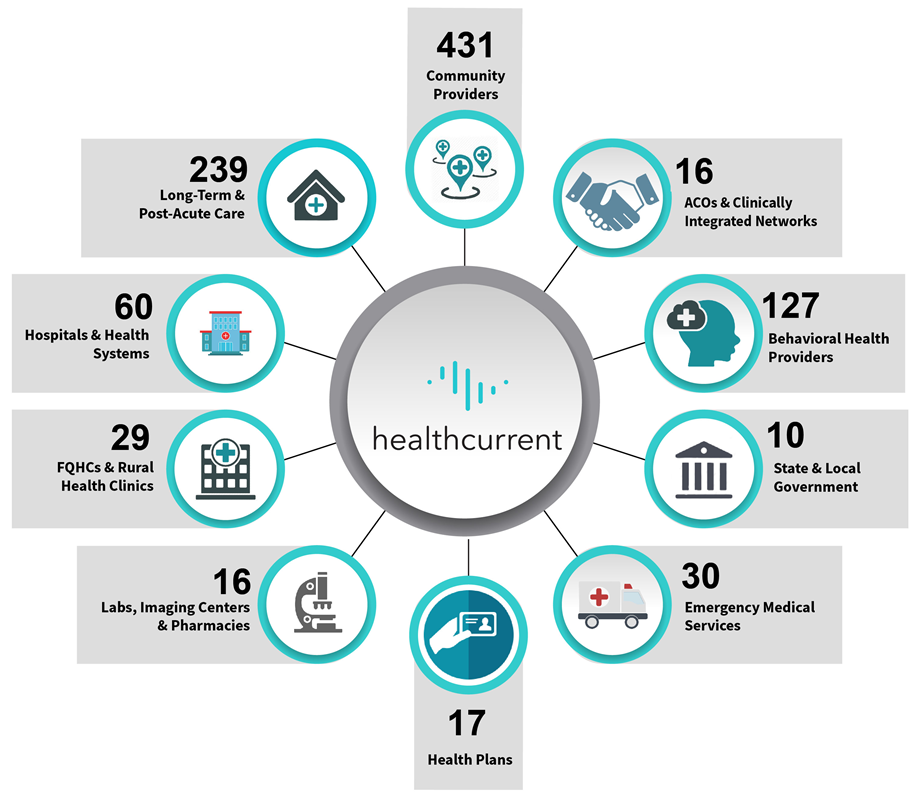 431
Community
Providers
239
Long-Term &
Post-Acute Care
16
ACOs & Clinically
Integrated Networks
60
Hospitals & Health
Systems
127
Behavioral Health
Providers
healthcurrent
29
FQHCs & Rural
Health Clinics
10
State & Local
Government
16
Labs, Imaging Centers
& Pharmacies
30
Emergency Medical
Services
17
Health Plans